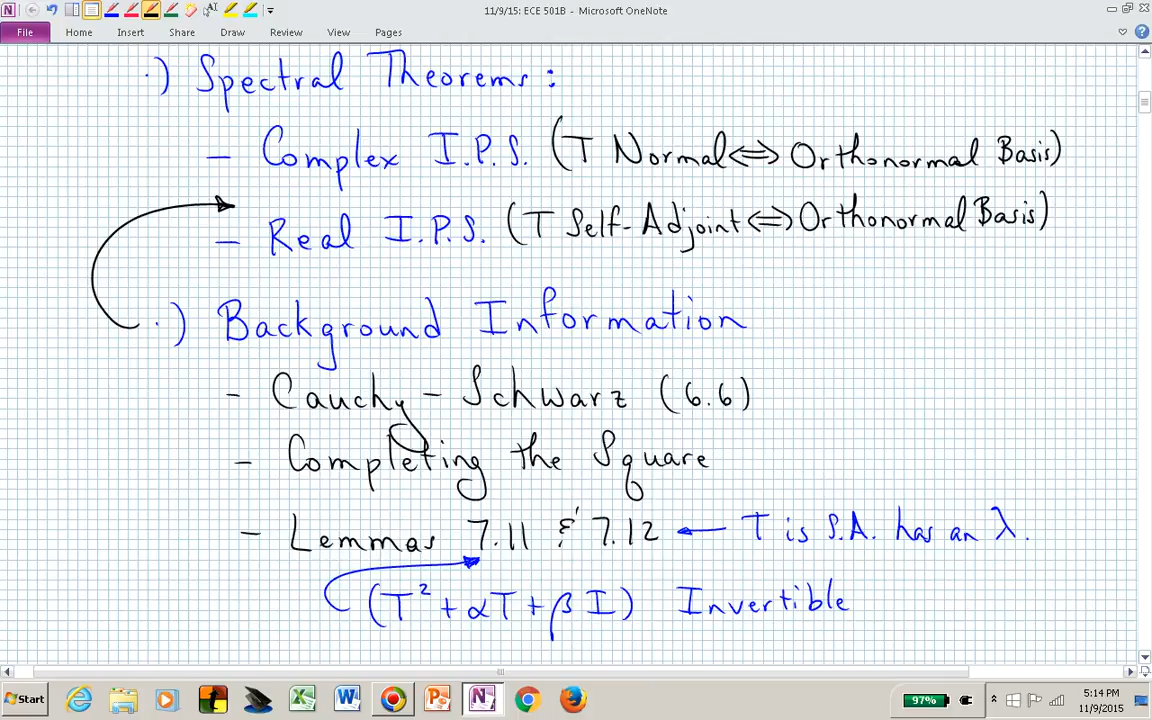 11/9/15: ECE 501B - Microsoft OneNote
File Home Insert Share Draw Review View Pages
·) Spectral Theorems:
- Complex I.P.S. (T Normal ⇔ Orthonormal Basis)
- Real I.P.S. (T Self-Adjoint ⇔ Orthonormal Basis)
·) Background Information
- Cauchy-Schwarz (6.6)
- Completing the Square
- Lemmas 7.11 & 7.12 ← T is S.A. has an λ.
(T² + αT + βI) Invertible
Start 97% 5:14 PM
11/9/2015